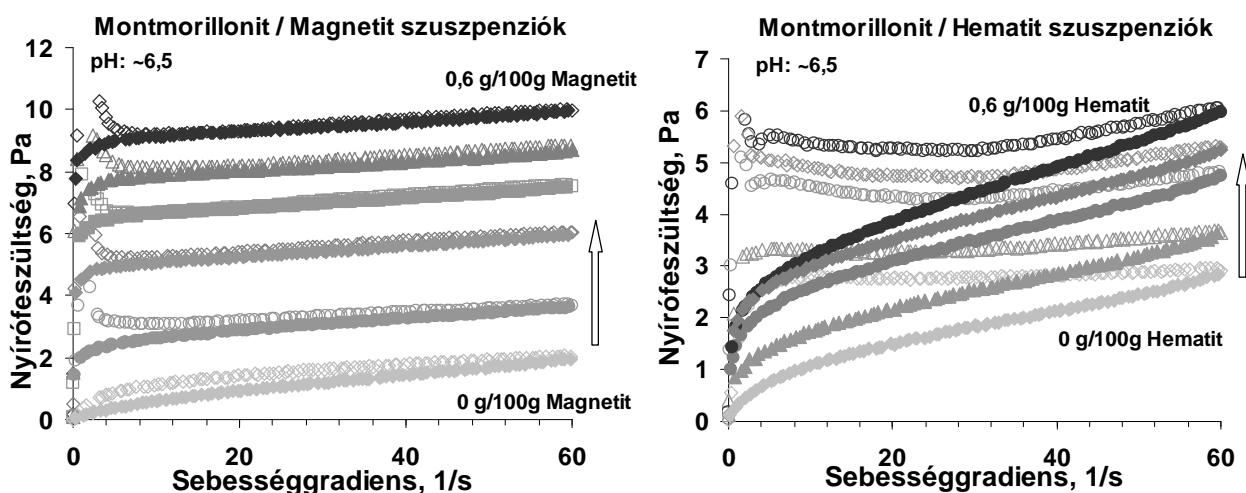 Montmorillonit / Magnetit szuszpenziók
12
10
8
6
4
2
0
0
20
40
60
pH: ~6,5
0,6 g/100g Magnetit
0 g/100g Magnetit
Nyírófeszültség, Pa
Sebességgradiens, 1/s
Montmorillonit / Hematit szuszpenziók
7
6
5
4
3
2
1
0
0
20
40
60
pH: ~6,5
0,6 g/100g Hematit
0 g/100g Hematit
Nyírófeszültség, Pa
Sebességgradiens, 1/s